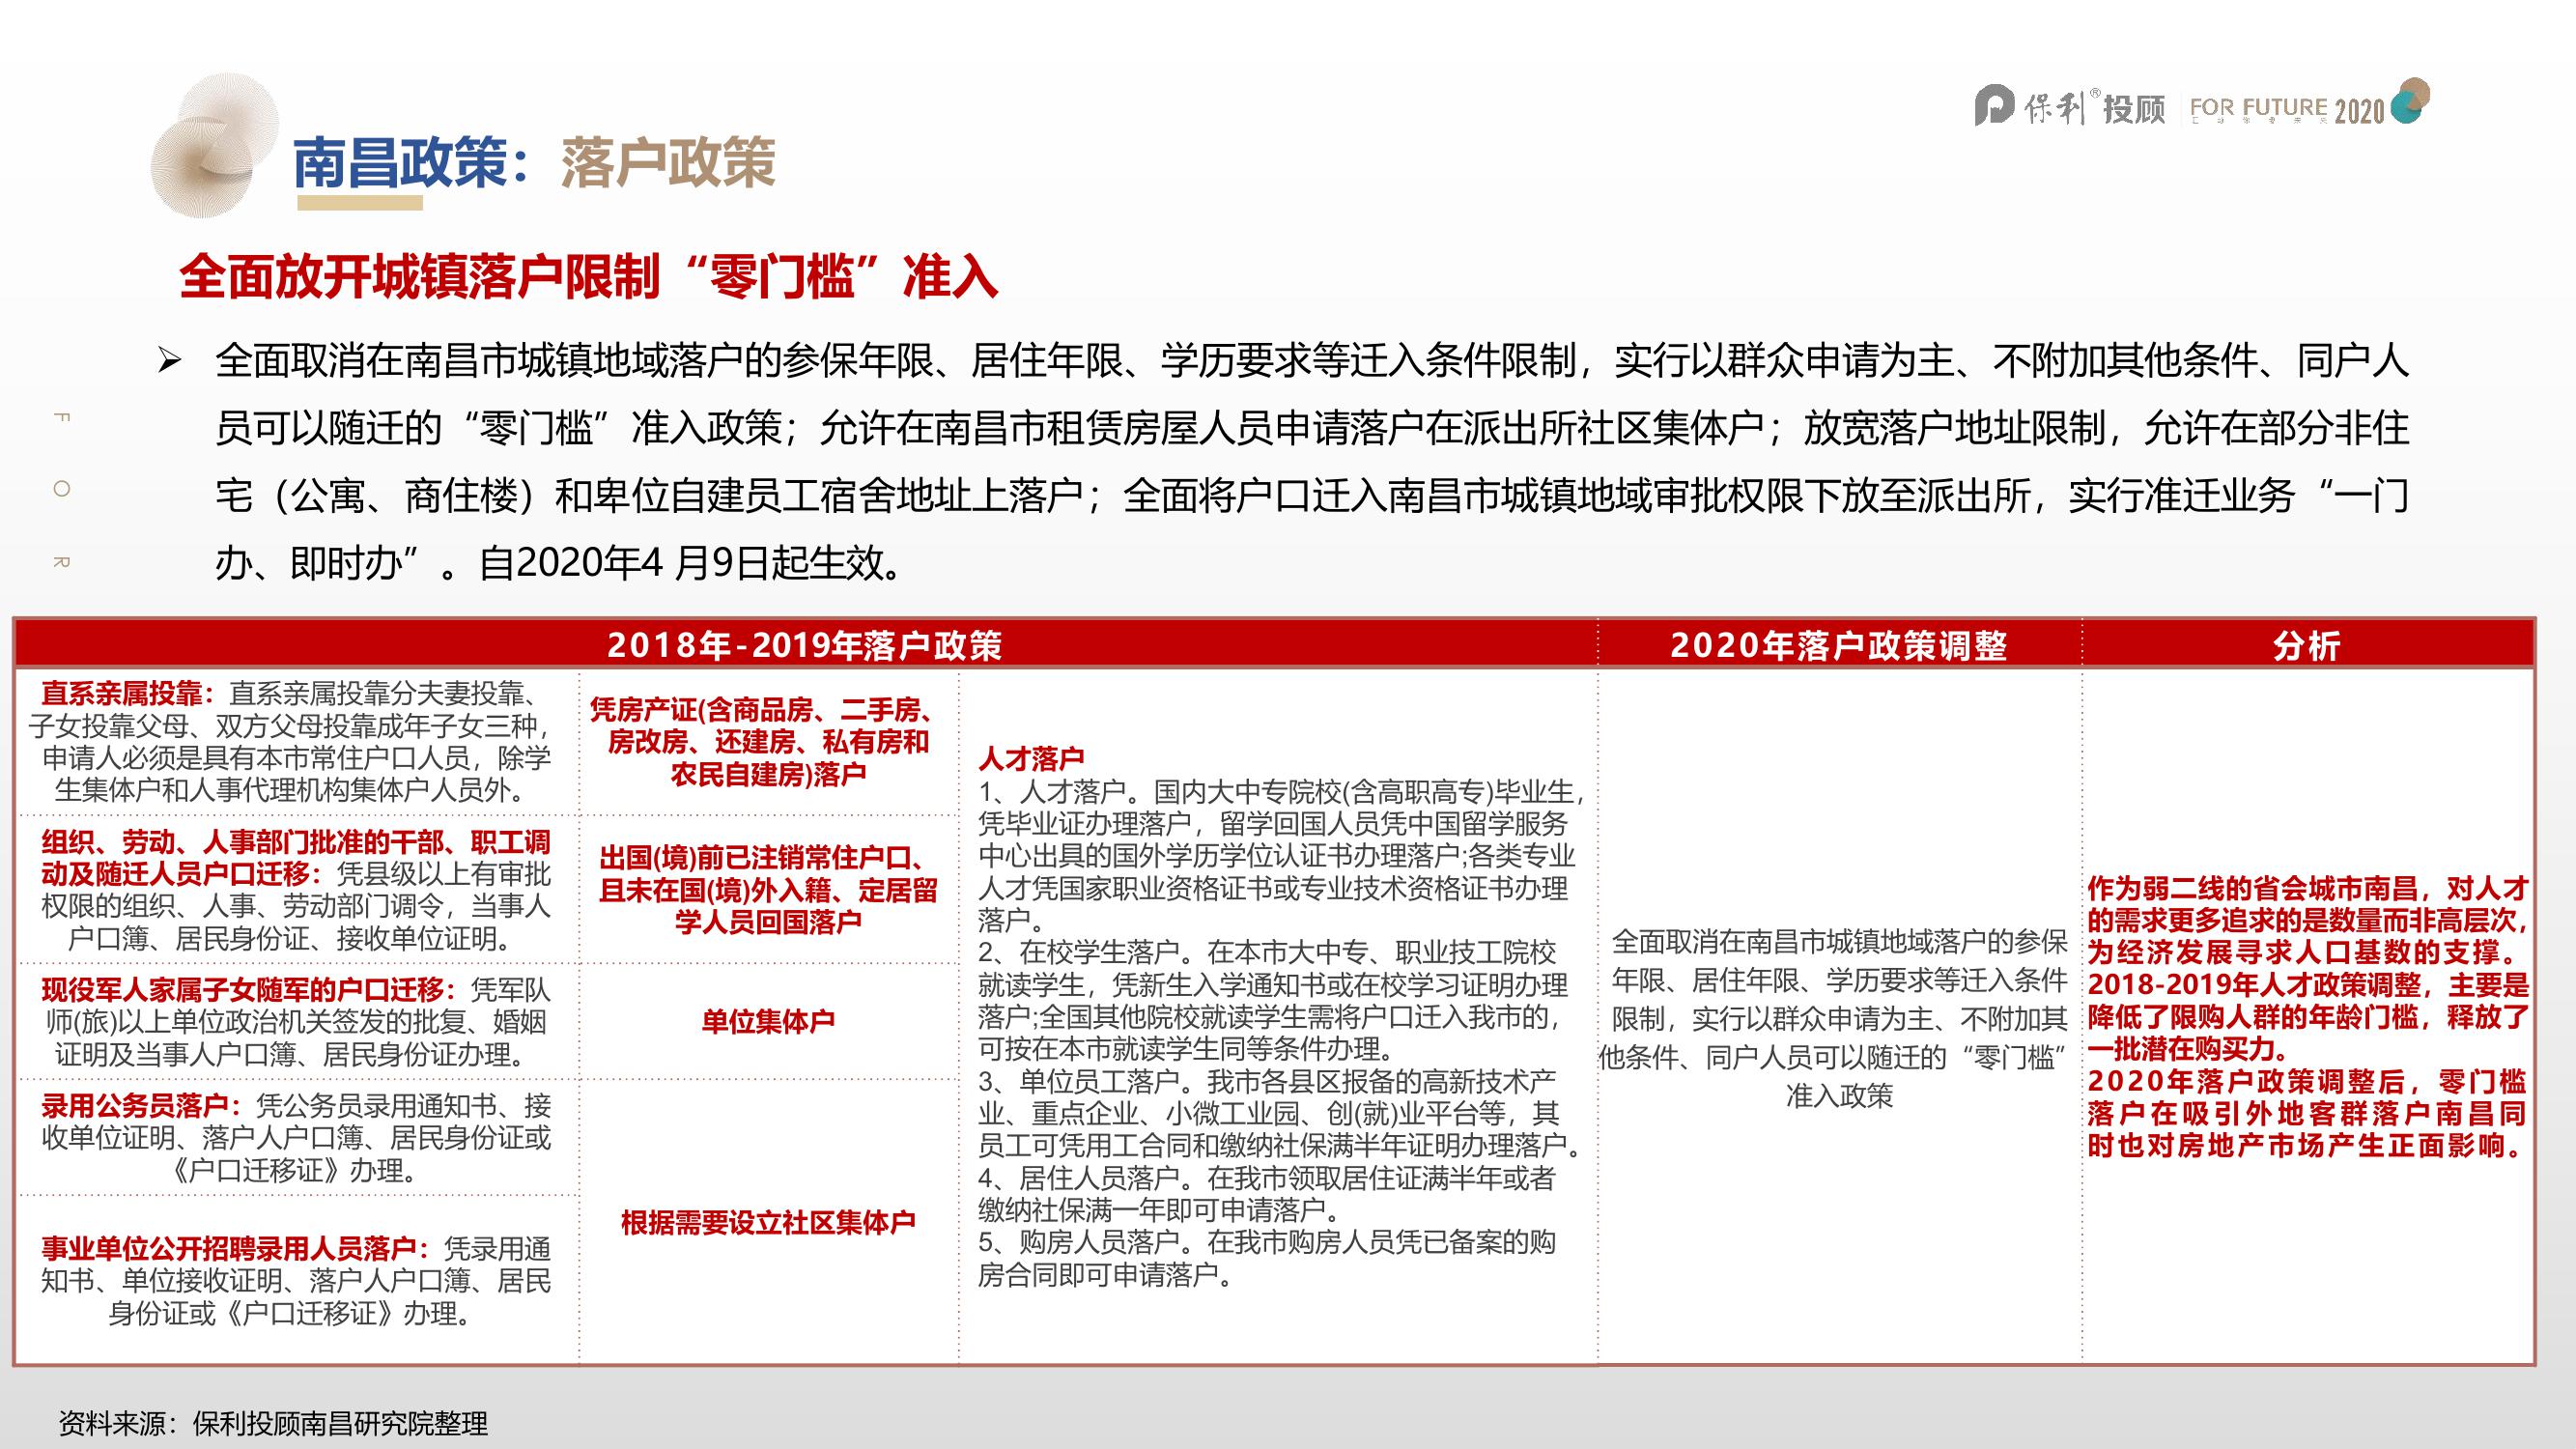 保利®投顾 FOR FUTURE 2020
南昌政策：落户政策
全面放开城镇落户限制“零门槛”准入
➢ 全面取消在南昌市城镇地域落户的参保年限、居住年限、学历要求等迁入条件限制，实行以群众申请为主、不附加其他条件、同户人
员可以随迁的“零门槛”准入政策；允许在南昌市租赁房屋人员申请落户在派出所社区集体户；放宽落户地址限制，允许在部分非住
宅（公寓、商住楼）和卑位自建员工宿舍地址上落户；全面将户口迁入南昌市城镇地域审批权限下放至派出所，实行准迁业务“一门
办、即时办”。自2020年4 月9日起生效。
F
O
R
2018年-2019年落户政策
2020年落户政策调整
分析
直系亲属投靠：直系亲属投靠分夫妻投靠、
子女投靠父母、双方父母投靠成年子女三种，
申请人必须是具有本市常住户口人员，除学
生集体户和人事代理机构集体户人员外。
组织、劳动、人事部门批准的干部、职工调
动及随迁人员户口迁移：凭县级以上有审批
权限的组织、人事、劳动部门调令，当事人
户口簿、居民身份证、接收单位证明。
现役军人家属子女随军的户口迁移：凭军队
师(旅)以上单位政治机关签发的批复、婚姻
证明及当事人户口簿、居民身份证办理。
录用公务员落户：凭公务员录用通知书、接
收单位证明、落户人户口簿、居民身份证或
《户口迁移证》办理。
事业单位公开招聘录用人员落户：凭录用通
知书、单位接收证明、落户人户口簿、居民
身份证或《户口迁移证》办理。
凭房产证(含商品房、二手房、
房改房、还建房、私有房和
农民自建房)落户
出国(境)前已注销常住户口、
且未在国(境)外入籍、定居留
学人员回国落户
单位集体户
根据需要设立社区集体户
人才落户
1、人才落户。国内大中专院校(含高职高专)毕业生，
凭毕业证办理落户，留学回国人员凭中国留学服务
中心出具的国外学历学位认证书办理落户;各类专业
人才凭国家职业资格证书或专业技术资格证书办理
落户。
2、在校学生落户。在本市大中专、职业技工院校
就读学生，凭新生入学通知书或在校学习证明办理
落户;全国其他院校就读学生需将户口迁入我市的，
可按在本市就读学生同等条件办理。
3、单位员工落户。我市各县区报备的高新技术产
业、重点企业、小微工业园、创(就)业平台等，其
员工可凭用工合同和缴纳社保满半年证明办理落户。
4、居住人员落户。在我市领取居住证满半年或者
缴纳社保满一年即可申请落户。
5、购房人员落户。在我市购房人员凭已备案的购
房合同即可申请落户。
全面取消在南昌市城镇地域落户的参保
年限、居住年限、学历要求等迁入条件
限制，实行以群众申请为主、不附加其
他条件、同户人员可以随迁的“零门槛”
准入政策
作为弱二线的省会城市南昌，对人才
的需求更多追求的是数量而非高层次，
为经济发展寻求人口基数的支撑。
2018-2019年人才政策调整，主要是
降低了限购人群的年龄门槛，释放了
一批潜在购买力。
2020年落户政策调整后，零门槛
落户在吸引外地客群落户南昌同
时也对房地产市场产生正面影响。
资料来源：保利投顾南昌研究院整理